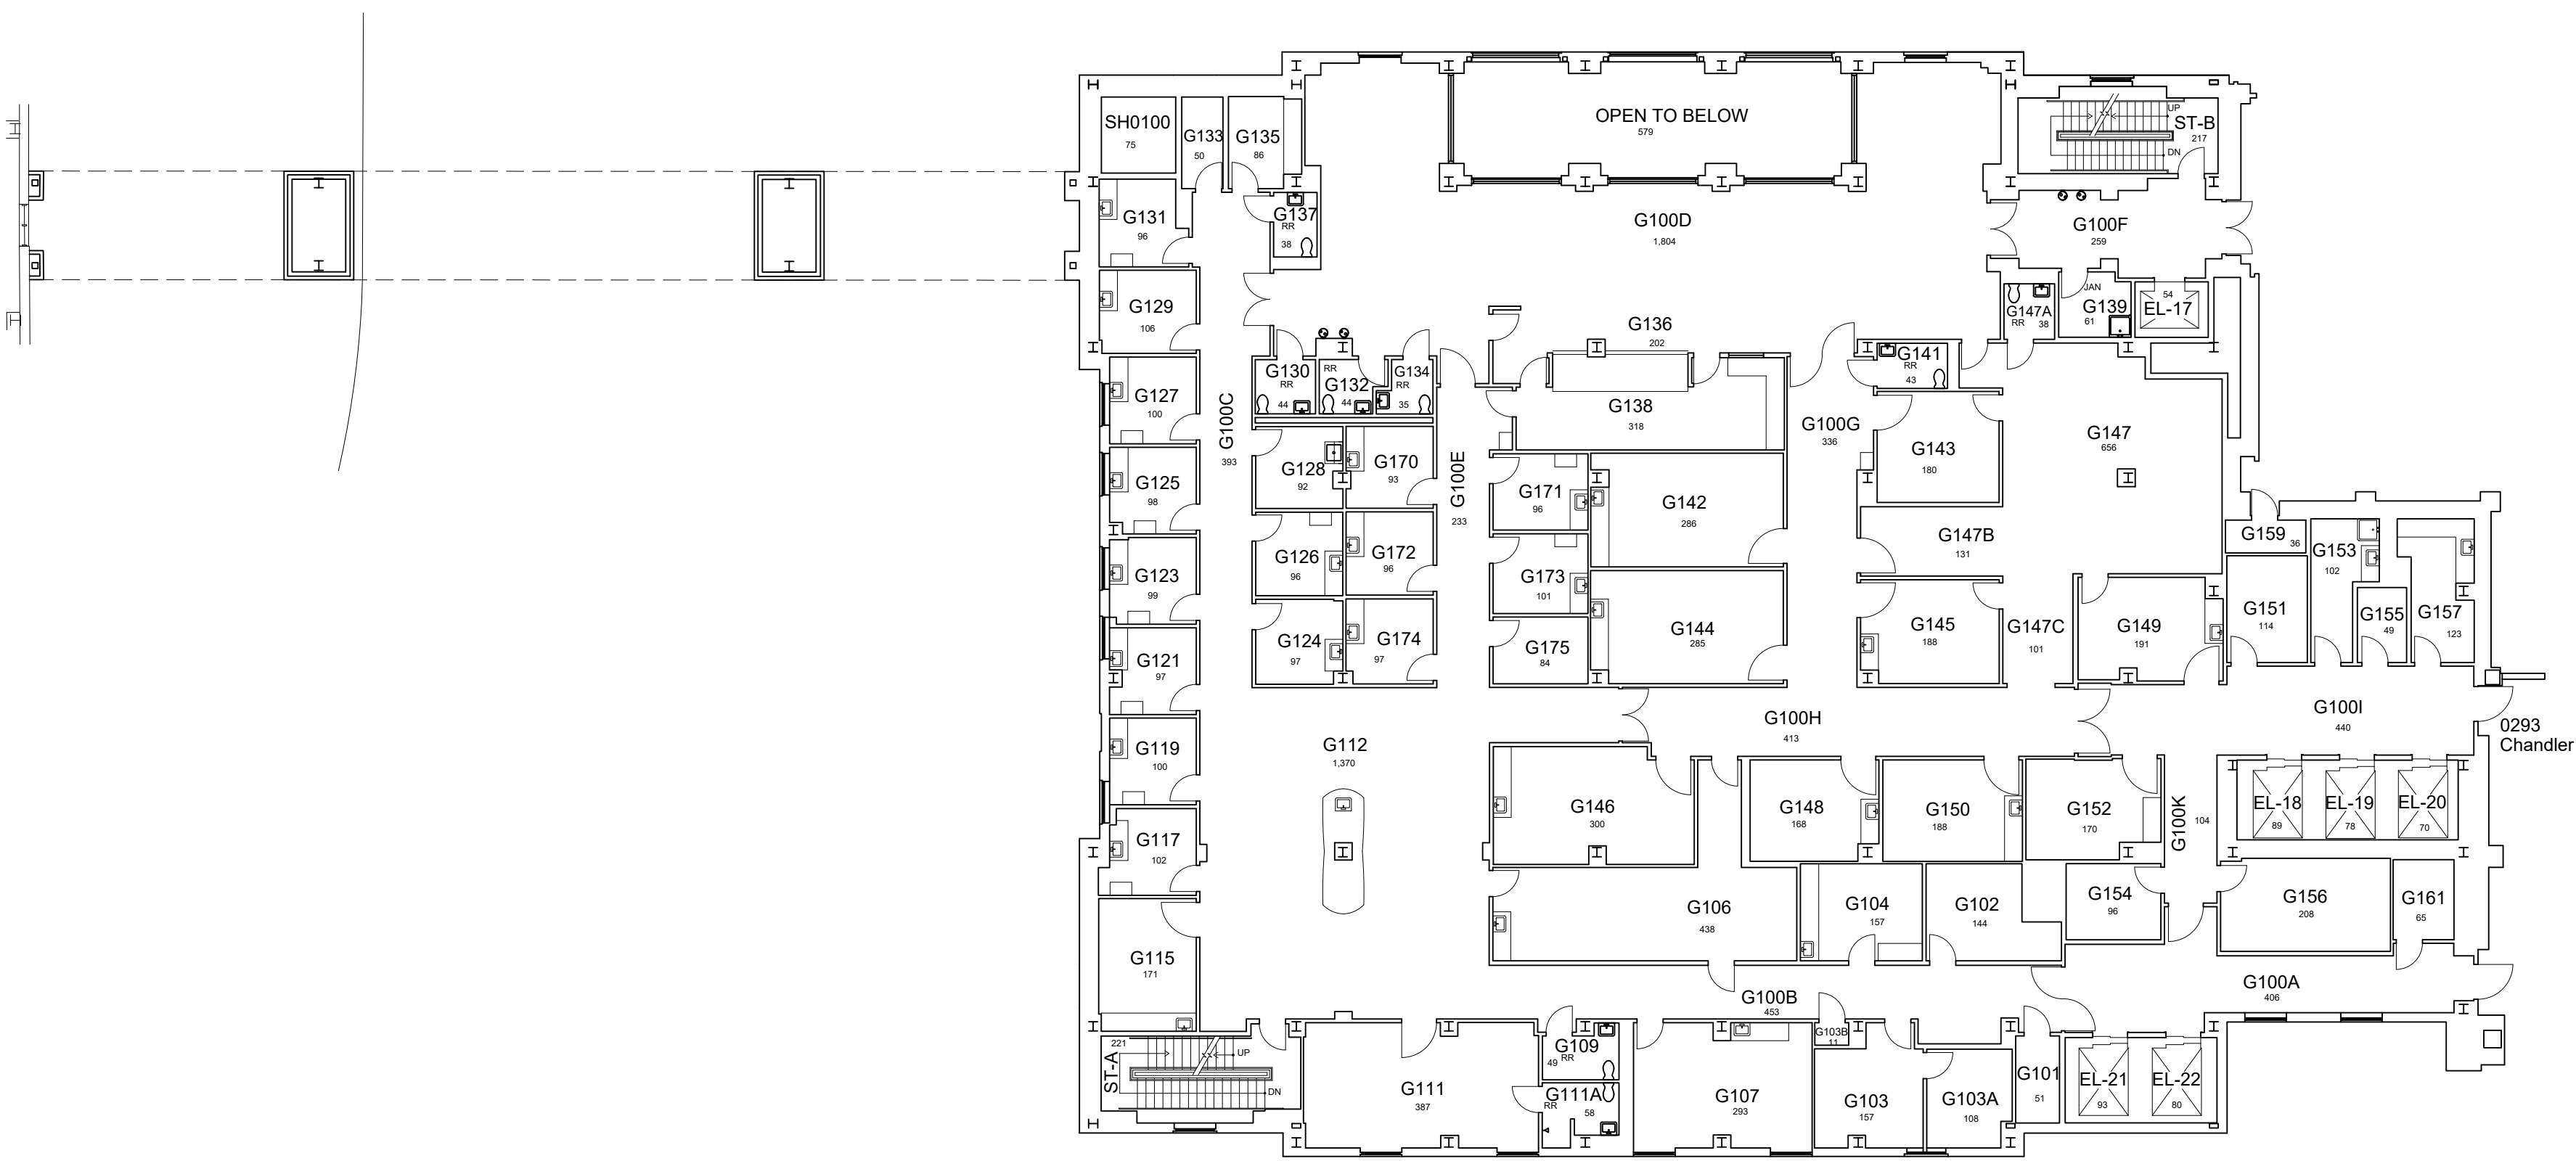 SH0100
75
G133
50
G135
86
OPEN TO BELOW
579
UP
ST-B
217
DN
G131
96
G137
RR
38
G100D
1,804
G100F
259
G129
106
G136
202
G147A
RR
38
JAN
G139
61
54
EL-17
G127
100
G100C
393
G130
RR
44
RR
G132
44
G134
RR
35
G138
318
G100G
336
G141
RR
43
G125
98
G128
92
G170
93
G100E
233
G171
96
G142
286
G143
180
G147
656
G123
99
G126
96
G172
96
G173
101
G147B
131
G159
36
G153
102
G121
97
G124
97
G174
97
G175
84
G144
285
G145
188
G147C
101
G149
191
G151
114
G155
49
G157
123
G119
100
G112
1,370
G100H
413
G100I
440
0293
Chandler
G117
102
G146
300
G148
168
G150
188
G152
170
G100K
104
EL-18
89
EL-19
78
EL-20
70
G115
171
G106
438
G104
157
G102
144
G154
96
G156
208
G161
65
G100B
453
G100A
406
ST-A
221
UP
DN
G111
387
G109
RR
49
G111A
RR
58
G107
293
G103B
11
G103
157
G103A
108
G101
51
EL-21
93
EL-22
80